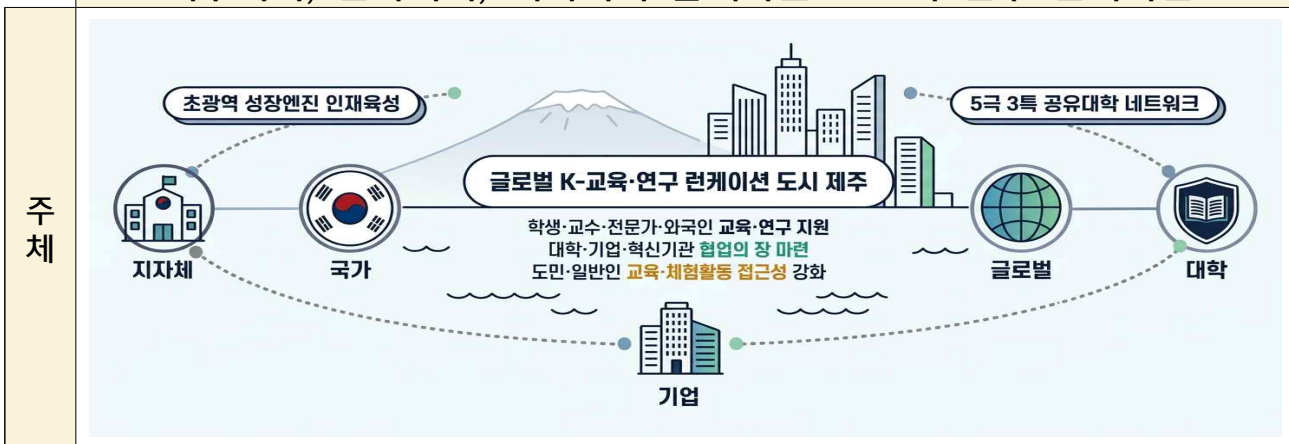 주체
초광역 성장엔진 인재육성
5극 3특 공유대학 네트워크
글로벌 K-교육·연구 런케이션 도시 제주
학생·교수·전문가·외국인 교육·연구 지원
대학·기업·혁신기관 협업의 장 마련
도민·일반인 교육·체험활동 접근성 강화
지자체
국가
글로벌
대학
기업